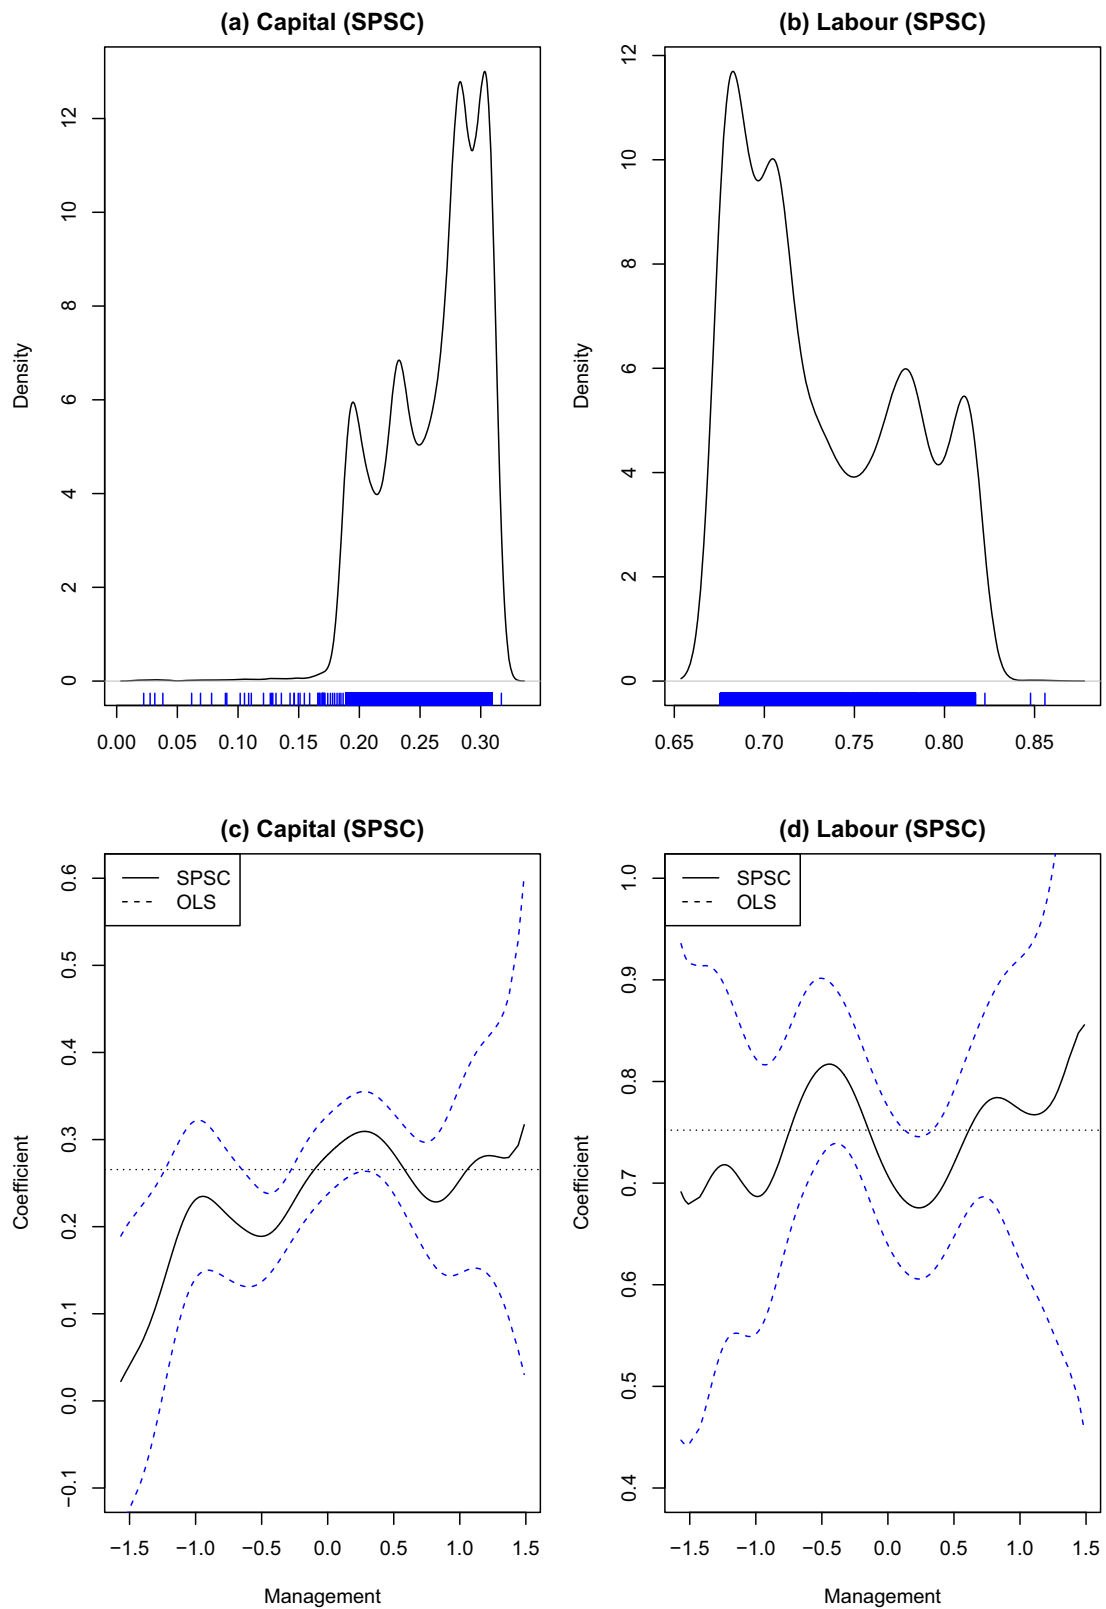 (a) Capital (SPSC)
Density
0 2 4 6 8 10 12
0.00 0.05 0.10 0.15 0.20 0.25 0.30
(b) Labour (SPSC)
Density
0 2 4 6 8 10 12
0.65 0.70 0.75 0.80 0.85
(c) Capital (SPSC)
SPSC
OLS
Coefficient
−0.1 0.0 0.1 0.2 0.3 0.4 0.5 0.6
−1.5 −1.0 −0.5 0.0 0.5 1.0 1.5
Management
(d) Labour (SPSC)
SPSC
OLS
Coefficient
0.4 0.5 0.6 0.7 0.8 0.9 1.0
−1.5 −1.0 −0.5 0.0 0.5 1.0 1.5
Management